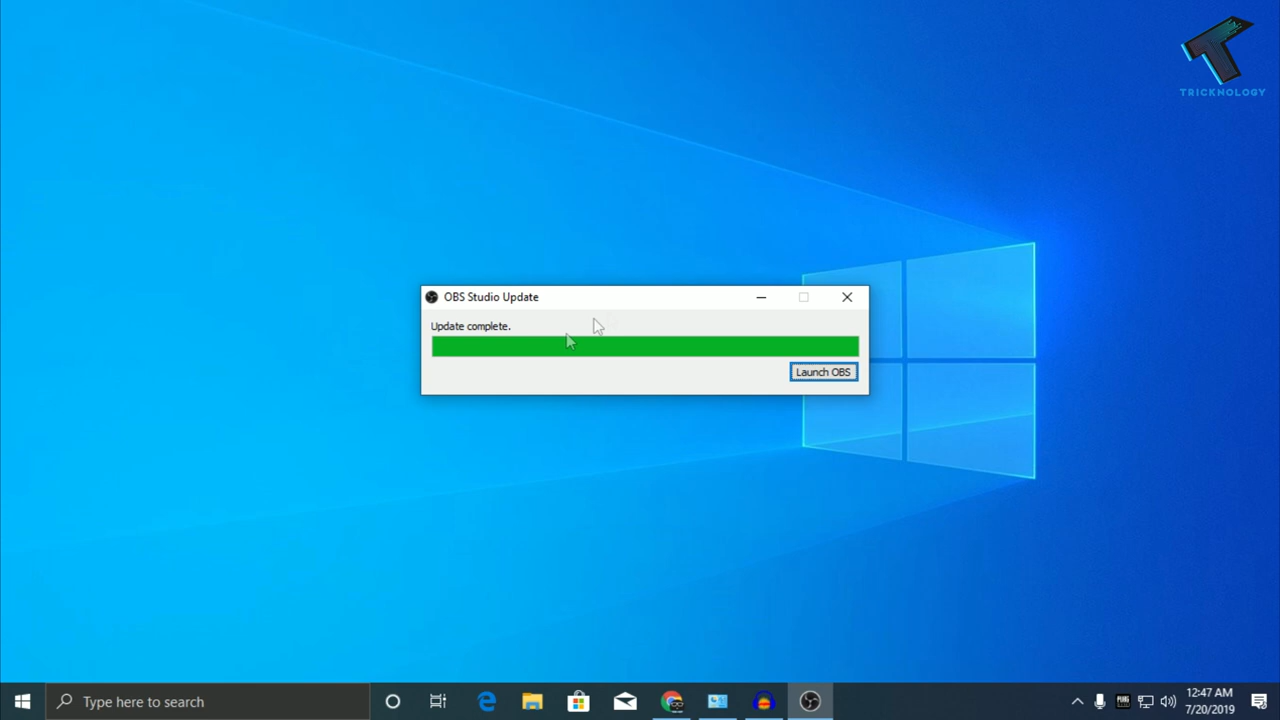 TRICKNOLOGY
OBS Studio Update
Update complete.
Launch OBS
Type here to search
12:47 AM
7/20/2019